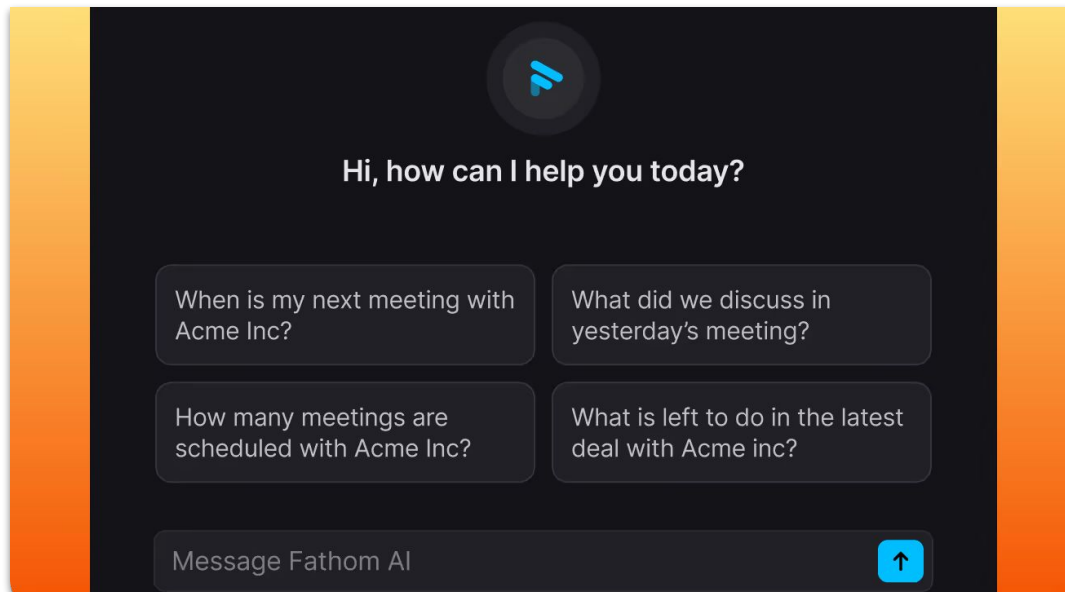 Hi, how can I help you today?
When is my next meeting with
Acme Inc?
What did we discuss in
yesterday’s meeting?
How many meetings are
scheduled with Acme Inc?
What is left to do in the latest
deal with Acme inc?
Message Fathom AI